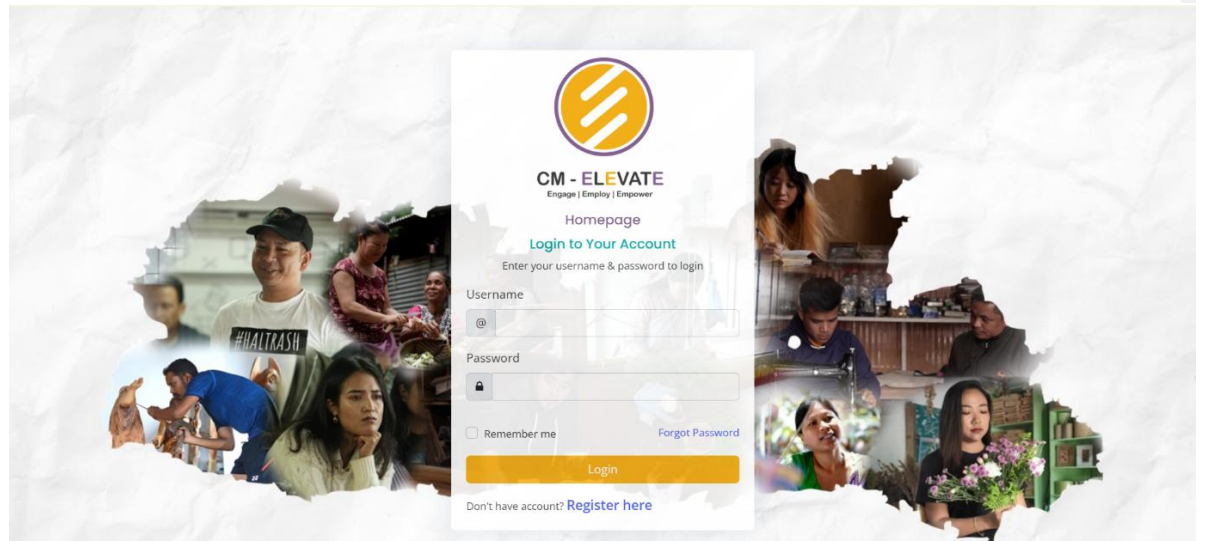 CM - ELEVATE
Engage | Employ | Empower
Homepage
Login to Your Account
Enter your username & password to login
Username
@
Password
Remember me Forgot Password
Login
Don't have account? Register here
#HALTRASH